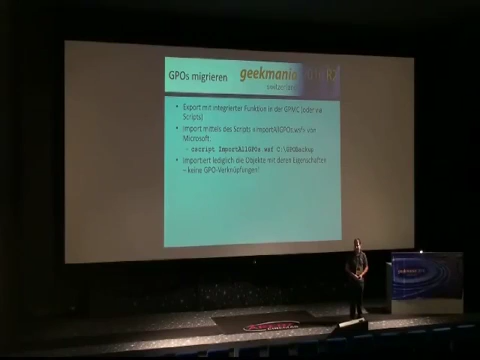 GPOs migrieren
geekmania
• Export mit integrierter Funktion in der GPMC (oder via
Scripts)
• Import mittels des Scripts «ImportAllGPOs.wsf» von
Microsoft.
– cscript ImportAllGPOs.wsf C:\GPOBackup
• Importiert lediglich die Objekte mit deren Eigenschaften
– keine GPO-Verknüpfungen!